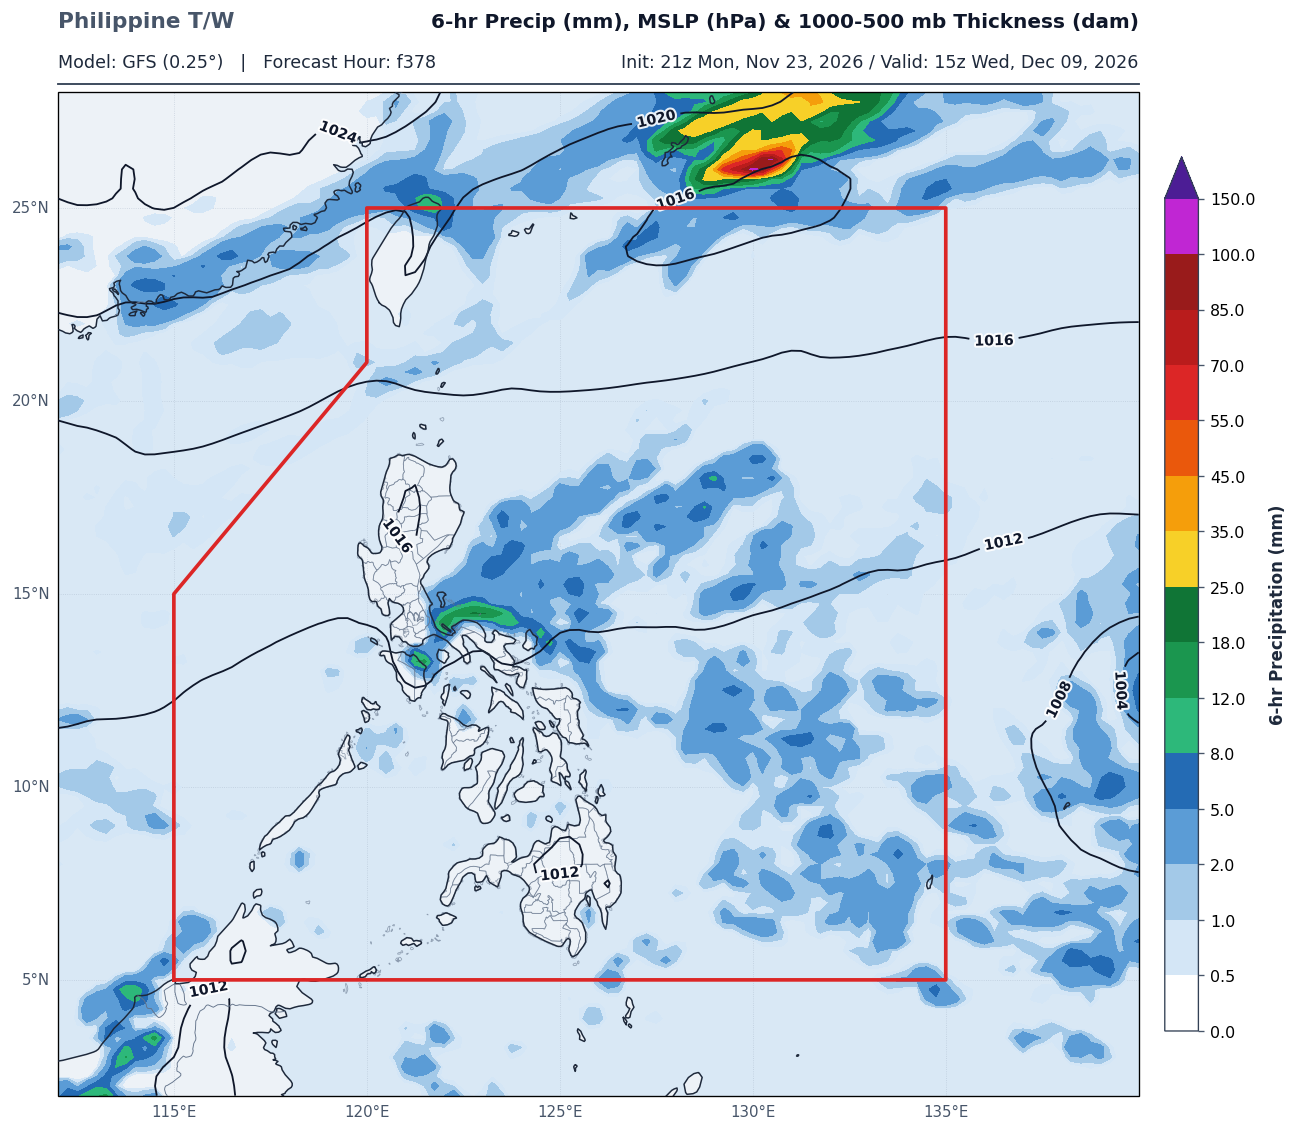 Philippine T/W
6-hr Precip (mm), MSLP (hPa) & 1000-500 mb Thickness (dam)
Model: GFS (0.25°) | Forecast Hour: f378
Init: 21z Mon, Nov 23, 2026 / Valid: 15z Wed, Dec 09, 2026
1024
1020
1016
1016
1016
1012
1008
1004
1012
1012
25°N
20°N
15°N
10°N
5°N
115°E
120°E
125°E
130°E
135°E
150.0
100.0
85.0
70.0
55.0
45.0
35.0
25.0
18.0
12.0
8.0
5.0
2.0
1.0
0.5
0.0
6-hr Precipitation (mm)